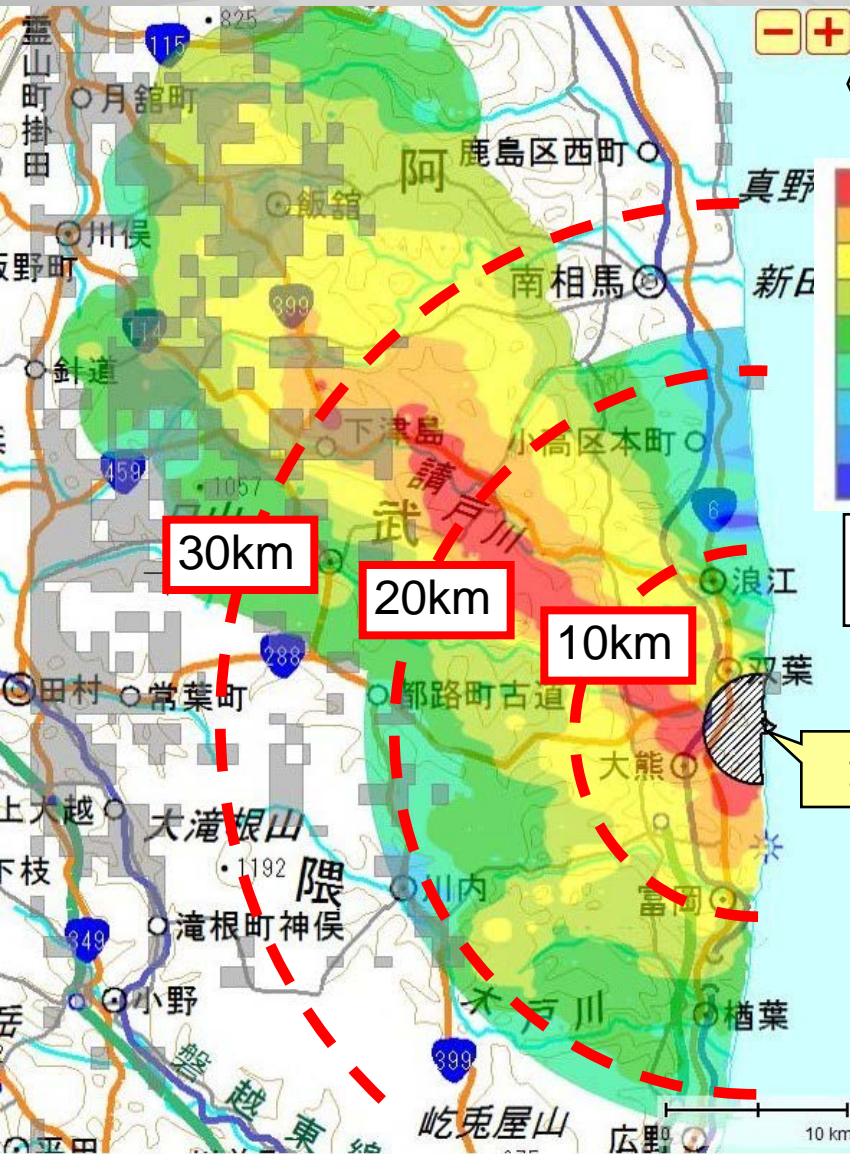 ・825
115
霊山町掛田
月舘町
阿
鹿島区西町
真野
飯舘
川俣
飯野町
南相馬
新田
399
114
針道
下津島
小高区本町
請戸川
459
・1057
日山
武
6
30km
20km
浪江
10km
双葉
288
田村
常葉町
都路町古道
大熊
上大越
大滝根山
下枝
・1192
隈
川内
富岡
滝根町神俣
349
小野
木戸川
楢葉
399
磐越東線
屹兎屋山
広野
0
10 km
平田